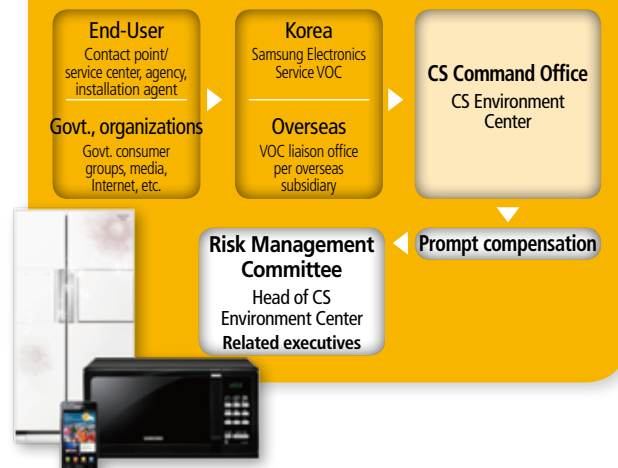 End-User
Contact point/
service center, agency,
installation agent
Govt., organizations
Govt. consumer
groups, media,
Internet, etc.
Korea
Samsung Electronics
Service VOC
Overseas
VOC liaison office
per overseas
subsidiary
CS Command Office
CS Environment
Center
Prompt compensation
Risk Management
Committee
Head of CS
Environment Center
Related executives
SAMSUNG